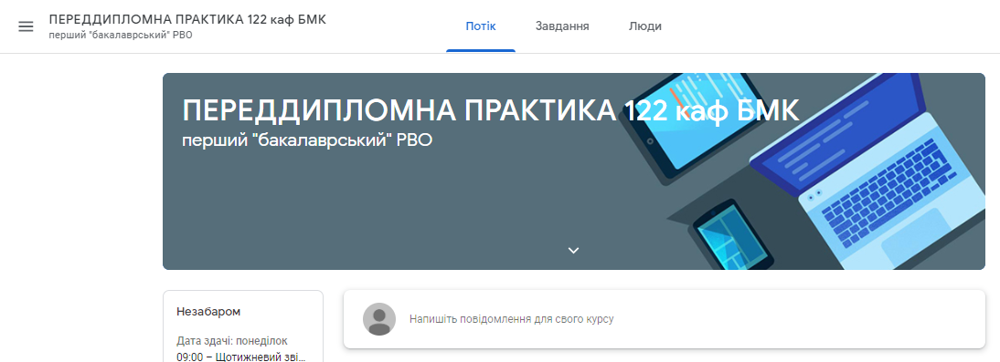 ПЕРЕДДИПЛОМНА ПРАКТИКА 122 каф БМК
перший "бакалаврський" РВО
Потік
Завдання
Люди
ПЕРЕДДИПЛОМНА ПРАКТИКА 122 каф БМК
перший "бакалаврський" РВО
Незабаром
Дата здачі: понеділок
09:00 – Щотижневий зві...
Напишіть повідомлення для свого курсу